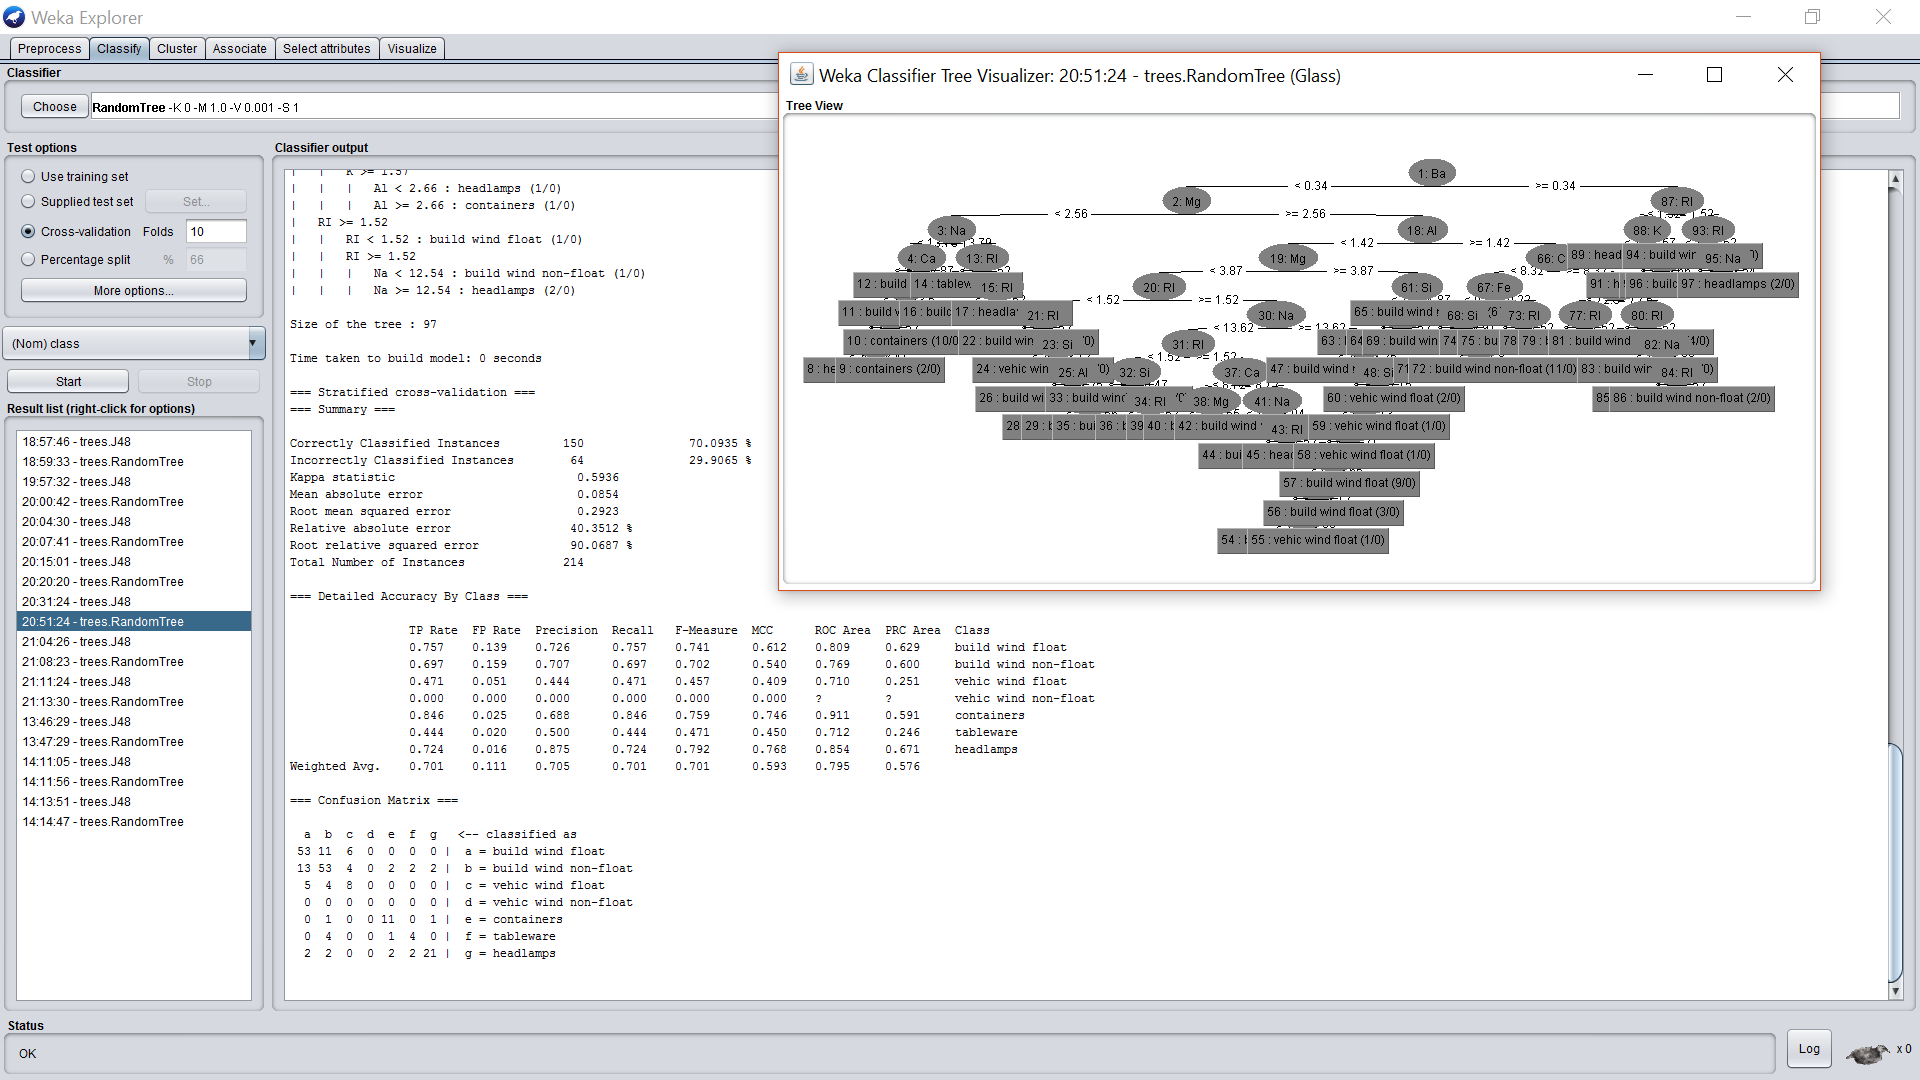 Weka Explorer
Preprocess Classify Cluster Associate Select attributes Visualize
Classifier
Choose RandomTree -K 0 -M 1.0 -V 0.001 -S 1
Test options
Use training set
Supplied test set Set...
Cross-validation Folds 10
Percentage split % 66
More options...
(Nom) class
Start Stop
Result list (right-click for options)
18:57:46 - trees.J48
18:59:33 - trees.RandomTree
19:57:32 - trees.J48
20:00:42 - trees.RandomTree
20:04:30 - trees.J48
20:07:41 - trees.RandomTree
20:15:01 - trees.J48
20:20:20 - trees.RandomTree
20:31:24 - trees.J48
20:51:24 - trees.RandomTree
21:04:26 - trees.J48
21:08:23 - trees.RandomTree
21:11:24 - trees.J48
21:13:30 - trees.RandomTree
13:46:29 - trees.J48
13:47:29 - trees.RandomTree
14:11:05 - trees.J48
14:11:56 - trees.RandomTree
14:13:51 - trees.J48
14:14:47 - trees.RandomTree
Classifier output
| | K >= 1.57
| | | Al < 2.66 : headlamps (1/0)
| | | Al >= 2.66 : containers (1/0)
| RI >= 1.52
| | RI < 1.52 : build wind float (1/0)
| | RI >= 1.52
| | | Na < 12.54 : build wind non-float (1/0)
| | | Na >= 12.54 : headlamps (2/0)
Size of the tree : 97
Time taken to build model: 0 seconds
=== Stratified cross-validation ===
=== Summary ===
Correctly Classified Instances 150 70.0935 %
Incorrectly Classified Instances 64 29.9065 %
Kappa statistic 0.5936
Mean absolute error 0.0854
Root mean squared error 0.2923
Relative absolute error 40.3512 %
Root relative squared error 90.0687 %
Total Number of Instances 214
=== Detailed Accuracy By Class ===
TP Rate FP Rate Precision Recall F-Measure MCC ROC Area PRC Area Class
0.757 0.139 0.726 0.757 0.741 0.612 0.809 0.629 build wind float
0.697 0.159 0.707 0.697 0.702 0.540 0.769 0.600 build wind non-float
0.471 0.051 0.444 0.471 0.457 0.409 0.710 0.251 vehic wind float
0.000 0.000 0.000 0.000 0.000 0.000 ? ? vehic wind non-float
0.846 0.025 0.688 0.846 0.759 0.746 0.911 0.591 containers
0.444 0.020 0.500 0.444 0.471 0.450 0.712 0.246 tableware
0.724 0.016 0.875 0.724 0.792 0.768 0.854 0.671 headlamps
Weighted Avg. 0.701 0.111 0.705 0.701 0.701 0.593 0.795 0.576
=== Confusion Matrix ===
a b c d e f g <-- classified as
53 11 6 0 0 0 0 | a = build wind float
13 53 4 0 2 2 2 | b = build wind non-float
5 4 8 0 0 0 0 | c = vehic wind float
0 0 0 0 0 0 0 | d = vehic wind non-float
0 1 0 0 11 0 1 | e = containers
0 4 0 0 1 4 0 | f = tableware
2 2 0 0 2 2 21 | g = headlamps
Weka Classifier Tree Visualizer: 20:51:24 - trees.RandomTree (Glass)
Tree View
1: Ba
< 0.34 >= 0.34
2: Mg 87: RI
< 2.56 >= 2.56
3: Na 18: Al 88: K 93: RI
< 1.42 >= 1.42
4: Ca 13: RI 19: Mg 66: C 89 : head 94 : build wir 95: Na
< 3.87 >= 3.87 < 8.32
12 : build 14 : tablew 15: RI 20: RI 61: Si 67: Fe 91 : h 96 : build 97 : headlamps (2/0)
< 1.52 >= 1.52
11 : build v 16 : build 17 : headla 21: RI 30: Na 65 : build wind 68: Si 73: RI 77: RI 80: RI
< 13.62 >= 13.62
10 : containers (10/0 22 : build win 23: Si 31: RI 63 : 64 69 : build win 74 75 : bu 78 79 : 81 : build wind 82: Na 4/0)
< 1.52 >= 1.52
8 : he 9 : containers (2/0) 24 : build wind 25: Al 32: Si 37: Ca 47 : build wind 48: Si 71 72 : build wind non-float (11/0) 83 : build wir 84: RI
26 : build wi 33 : build wind 34: RI 38: Mg 41: Na 60 : vehic wind float (2/0) 85 86 : build wind non-float (2/0)
28 29 : 35 : bui 36 : b 39 40 : 42 : build wind 43: RI 59 : vehic wind float (1/0)
44 : bui 45 : head 58 : vehic wind float (1/0)
57 : build wind float (9/0)
56 : build wind float (3/0)
54 : 55 : vehic wind float (1/0)
Status
OK
Log x 0